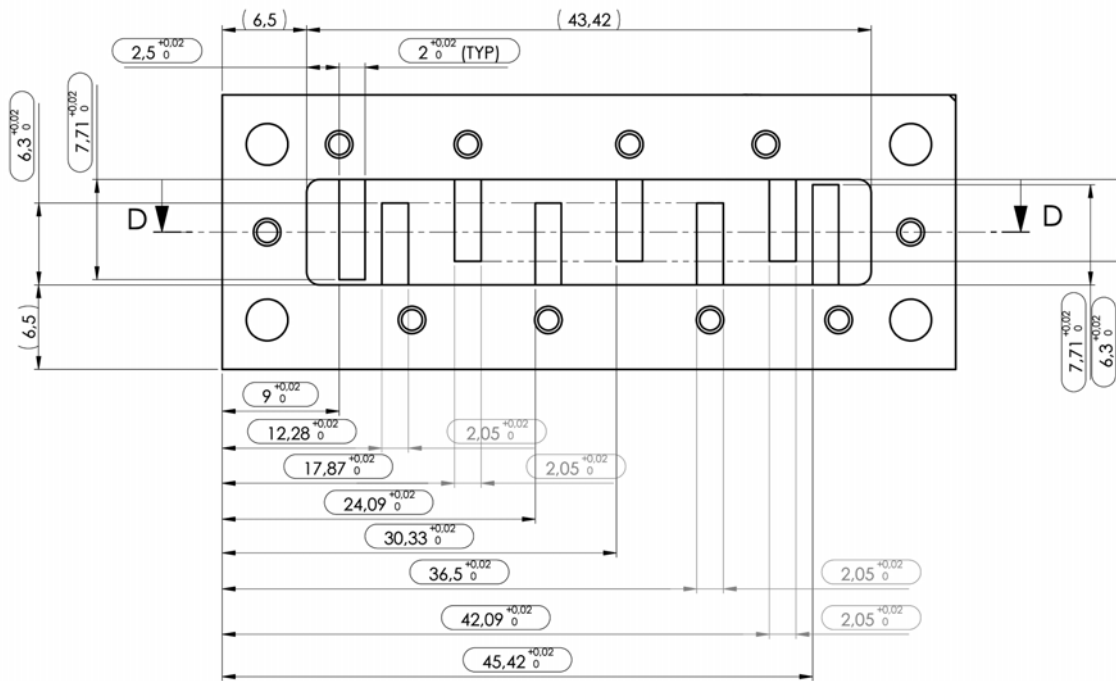 (6,5)
(43,42)
2,5 +0,02 0
2 +0,02 0 (TYP)
6,3 +0,02 0
7,71 +0,02 0
D
D
(6,5)
7,71 +0,02 0
6,3 +0,02 0
9 +0,02 0
12,28 +0,02 0
2,05 +0,02 0
17,87 +0,02 0
2,05 +0,02 0
24,09 +0,02 0
30,33 +0,02 0
36,5 +0,02 0
2,05 +0,02 0
42,09 +0,02 0
2,05 +0,02 0
45,42 +0,02 0